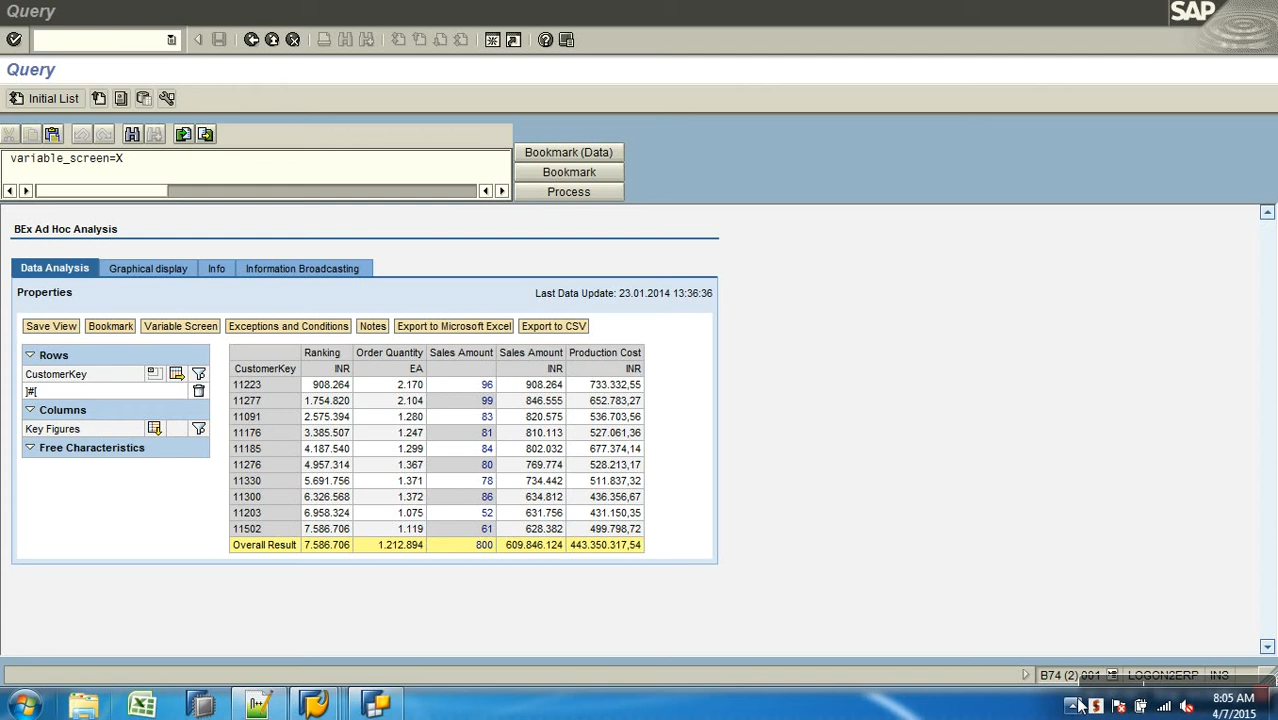 Query
SAP
Query
Initial List
variable_screen=X
Bookmark (Data)
Bookmark
Process
BEx Ad Hoc Analysis
Data Analysis Graphical display Info Information Broadcasting
Properties Last Data Update: 23.01.2014 13:36:36
Save View Bookmark Variable Screen Exceptions and Conditions Notes Export to Microsoft Excel Export to CSV
Rows
CustomerKey
]#[
Columns
Key Figures
Free Characteristics
Ranking Order Quantity Sales Amount Sales Amount Production Cost
CustomerKey INR EA INR INR
11223 908.264 2.170 96 908.264 733.332,55
11277 1.754.820 2.104 99 846.555 652.783,27
11091 2.575.394 1.280 83 820.575 536.703,56
11176 3.385.507 1.247 81 810.113 527.061,36
11185 4.187.540 1.299 84 802.032 677.374,14
11276 4.957.314 1.367 80 769.774 528.213,17
11330 5.691.756 1.371 78 734.442 511.837,32
11300 6.326.568 1.372 86 634.812 436.356,67
11203 6.958.324 1.075 52 631.756 431.150,35
11502 7.586.706 1.119 61 628.382 499.798,72
Overall Result 7.586.706 1.212.894 800 609.846.124 443.350.317,54
B74 (2) 001 LOGON2ERP INS
8:05 AM
4/7/2015